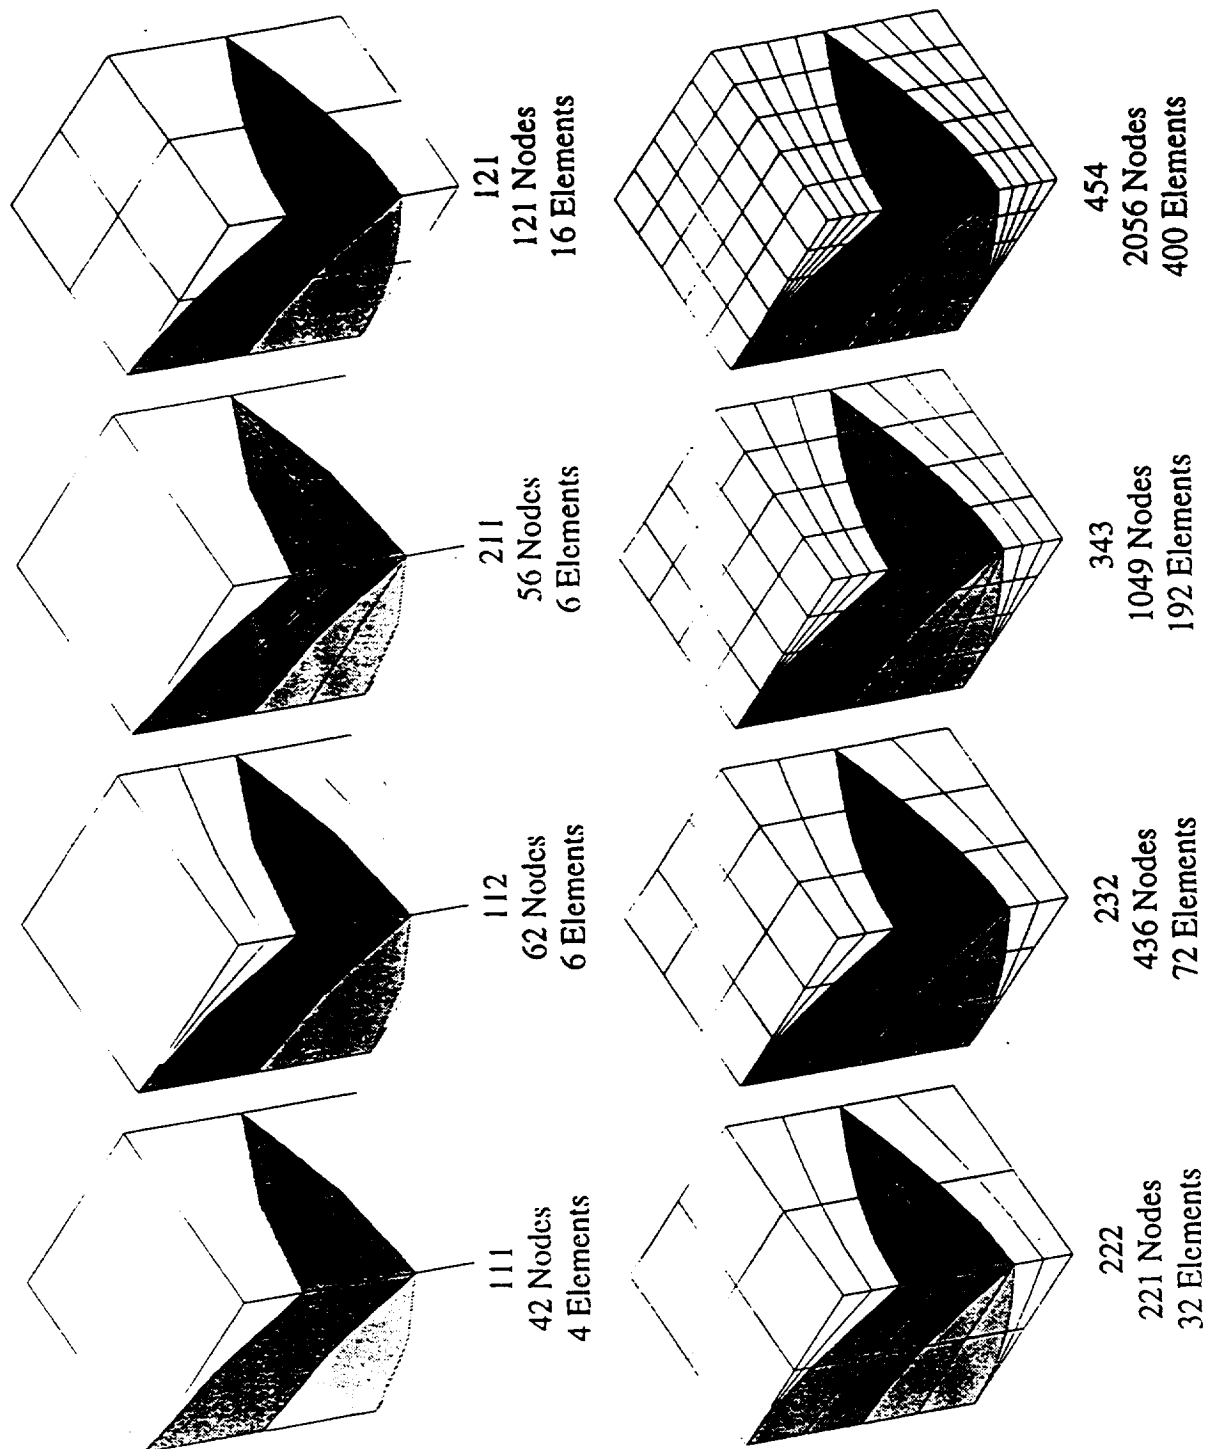 111
42 Nodes
4 Elements
112
62 Nodes
6 Elements
211
56 Nodes
6 Elements
121
121 Nodes
16 Elements
222
221 Nodes
32 Elements
232
436 Nodes
72 Elements
343
1049 Nodes
192 Elements
454
2056 Nodes
400 Elements